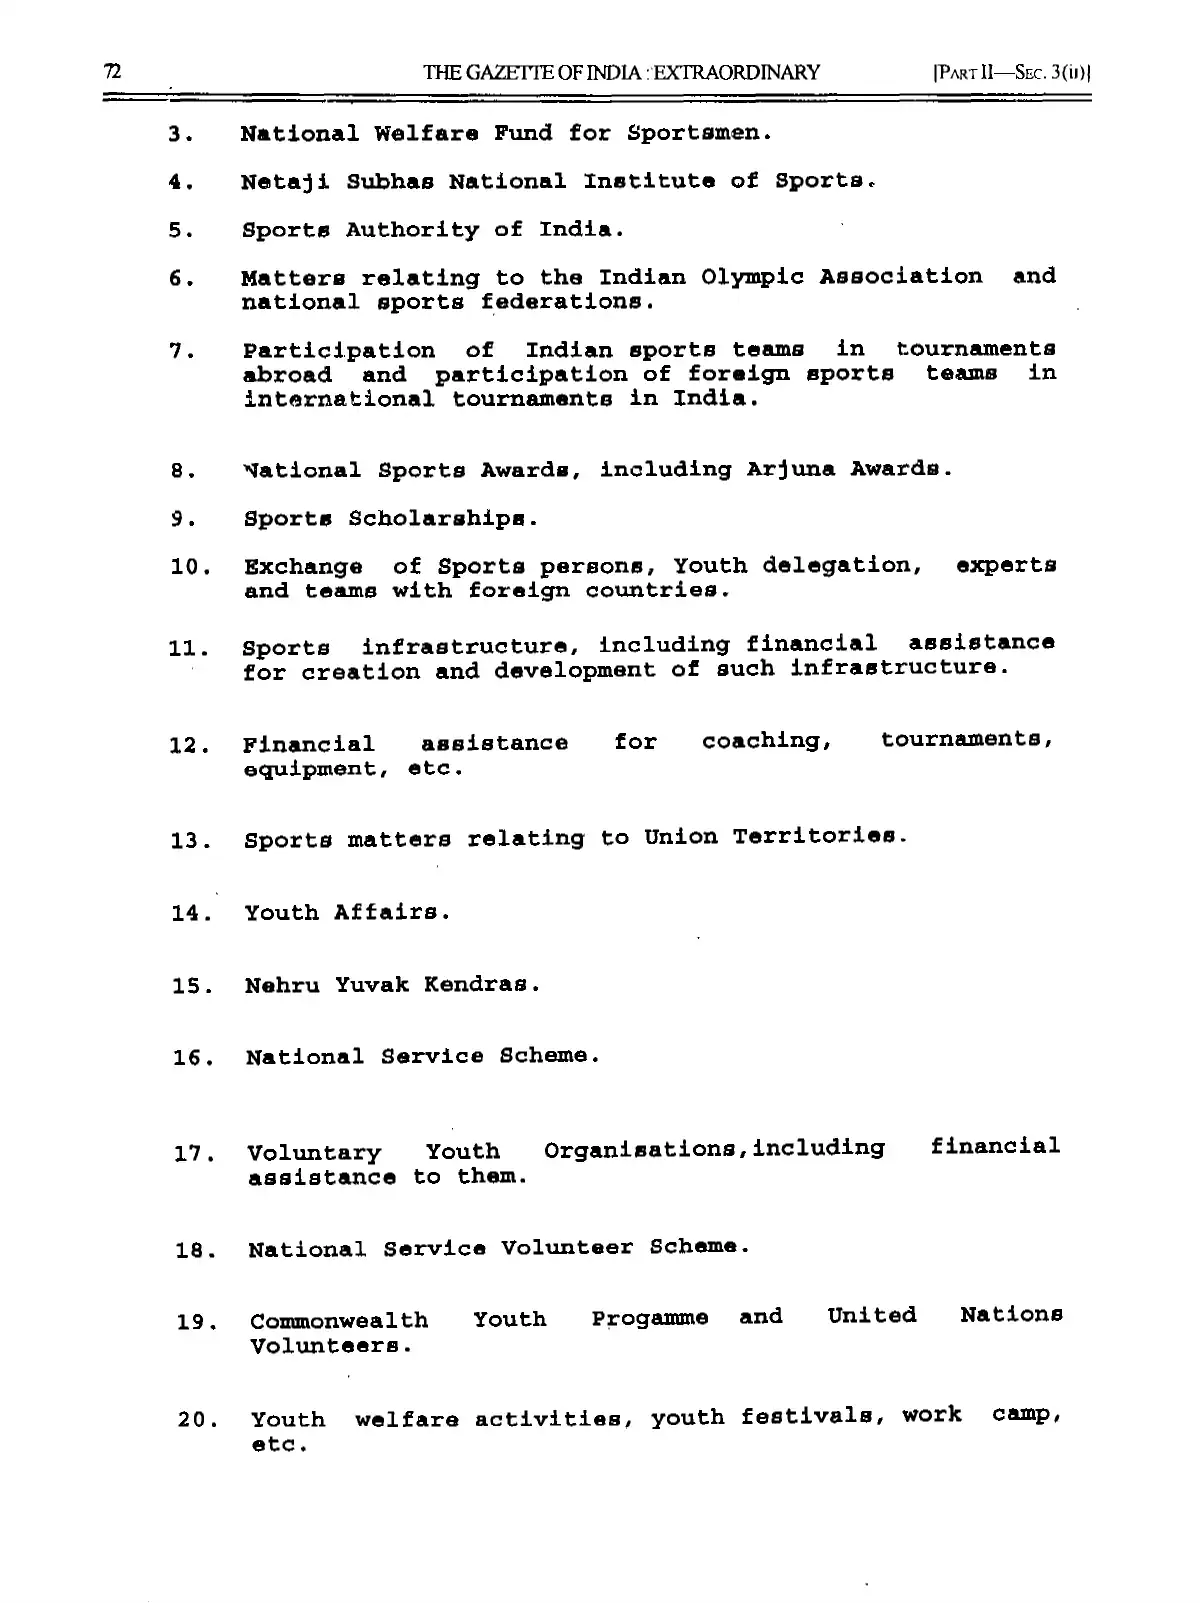 72 THE GAZETTE OF INDIA : EXTRAORDINARY [PART II—SEC. 3(ii)]
3. National Welfare Fund for Sportsmen.
4. Netaji Subhas National Institute of Sports.
5. Sports Authority of India.
6. Matters relating to the Indian Olympic Association and
national sports federations.
7. Participation of Indian sports teams in tournaments
abroad and participation of foreign sports teams in
international tournaments in India.
8. National Sports Awards, including Arjuna Awards.
9. Sports Scholarships.
10. Exchange of Sports persons, Youth delegation, experts
and teams with foreign countries.
11. Sports infrastructure, including financial assistance
for creation and development of such infrastructure.
12. Financial assistance for coaching, tournaments,
equipment, etc.
13. Sports matters relating to Union Territories.
14. Youth Affairs.
15. Nehru Yuvak Kendras.
16. National Service Scheme.
17. Voluntary Youth Organisations,including financial
assistance to them.
18. National Service Volunteer Scheme.
19. Commonwealth Youth Progamme and United Nations
Volunteers.
20. Youth welfare activities, youth festivals, work camp,
etc.